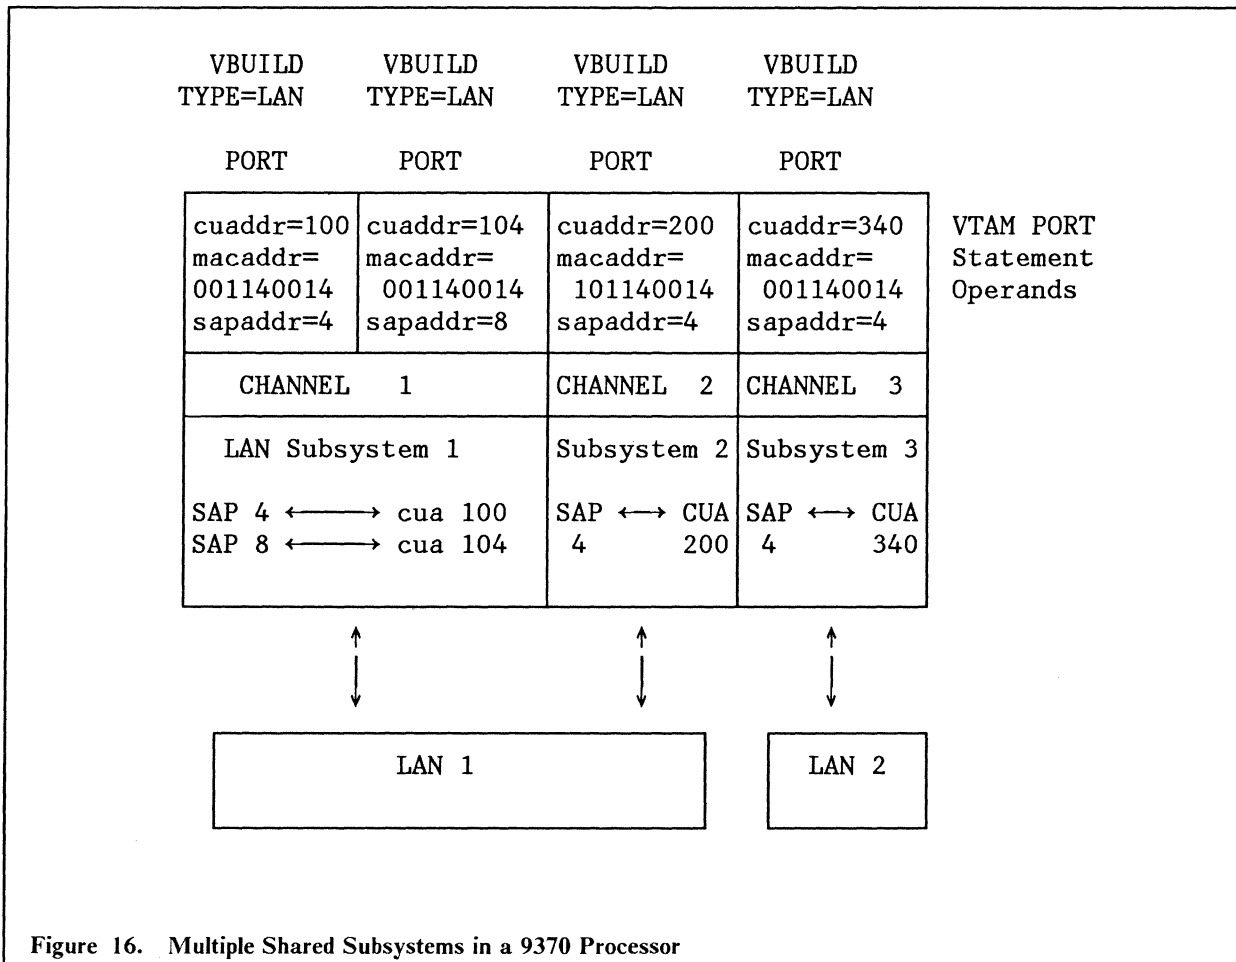 VBUILD VBUILD VBUILD VBUILD
TYPE=LAN TYPE=LAN TYPE=LAN TYPE=LAN
PORT PORT PORT PORT
cuaddr=100 cuaddr=104 cuaddr=200 cuaddr=340 VTAM PORT
macaddr= macaddr= macaddr= macaddr= Statement
001140014 001140014 101140014 001140014 Operands
sapaddr=4 sapaddr=8 sapaddr=4 sapaddr=4
CHANNEL 1 CHANNEL 2 CHANNEL 3
LAN Subsystem 1 Subsystem 2 Subsystem 3
SAP 4 ←→ cua 100 SAP ←→ CUA SAP ←→ CUA
SAP 8 ←→ cua 104 4 200 4 340
LAN 1 LAN 2
Figure 16. Multiple Shared Subsystems in a 9370 Processor